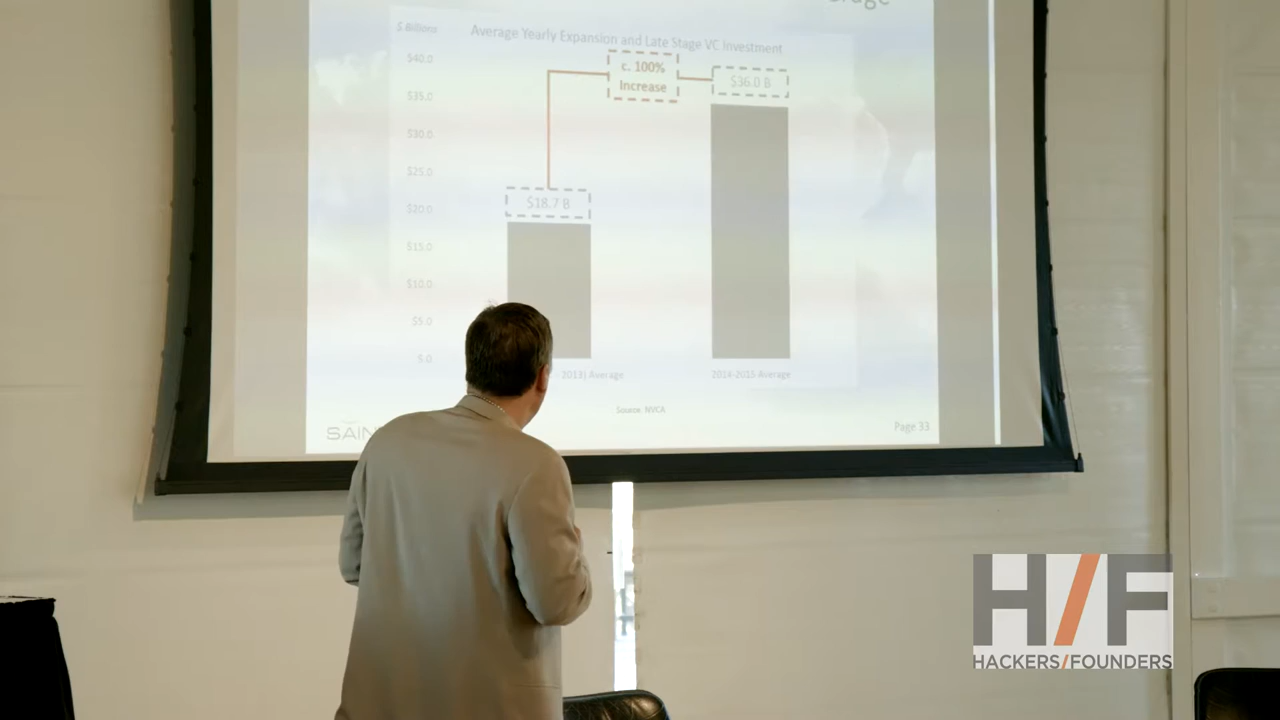 $ Billions
Average Yearly Expansion and Late Stage VC Investment
$40.0
c. 100%
Increase
$36.0 B
$35.0
$30.0
$25.0
$18.7 B
$20.0
$15.0
$10.0
$5.0
$.0
2013) Average
2014-2015 Average
Source: NVCA
Page 33
H/F
HACKERS/FOUNDERS